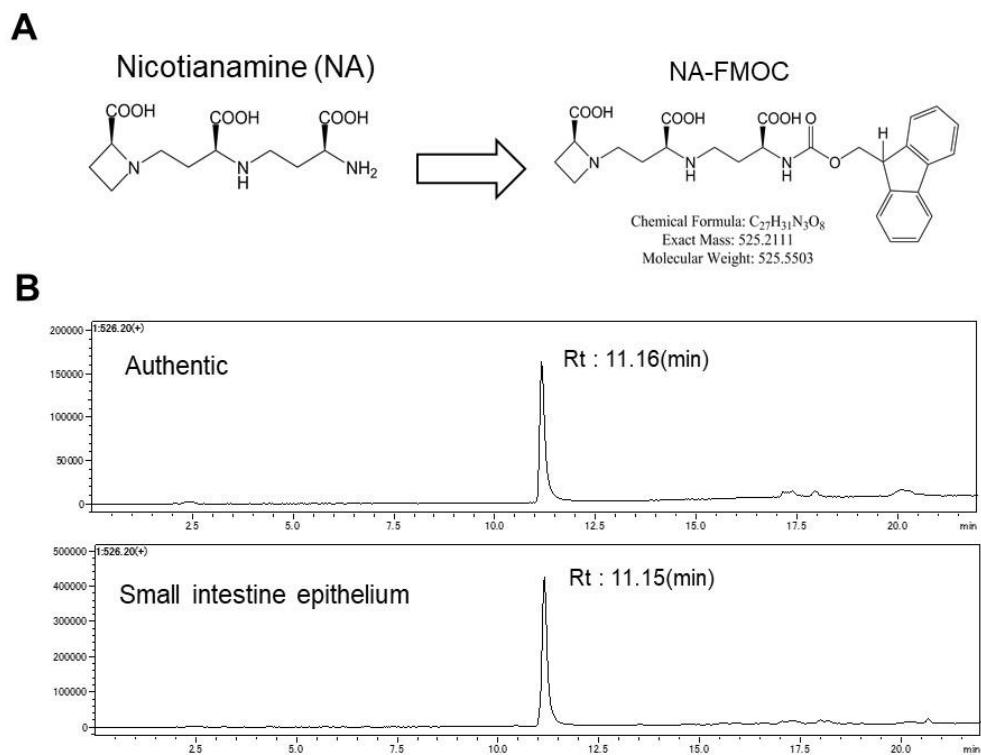 A
Nicotianamine (NA)
NA-FMOC
COOH
COOH
COOH
N
N
H
NH2
COOH
COOH
COOH
O
H
N
N
H
N
H
O
Chemical Formula: C27H31N3O8
Exact Mass: 525.2111
Molecular Weight: 525.5503
B
1:526.20(+)
200000
150000
100000
50000
0
Authentic
Rt : 11.16(min)
2.5 5.0 7.5 10.0 12.5 15.0 17.5 20.0 min
1:526.20(+)
500000
400000
300000
200000
100000
0
Small intestine epithelium
Rt : 11.15(min)
2.5 5.0 7.5 10.0 12.5 15.0 17.5 20.0 min